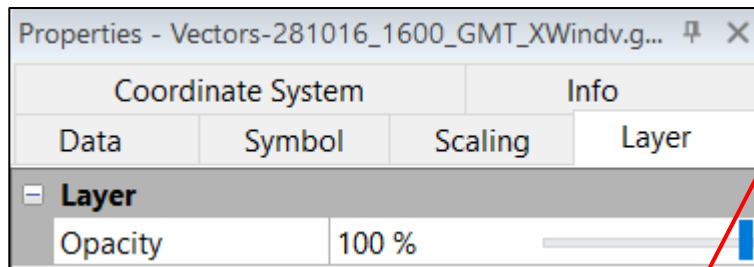 Properties - Vectors-281016_1600_GMT_XWindv.g...
Coordinate System Info
Data Symbol Scaling Layer
Layer
Opacity 100 %